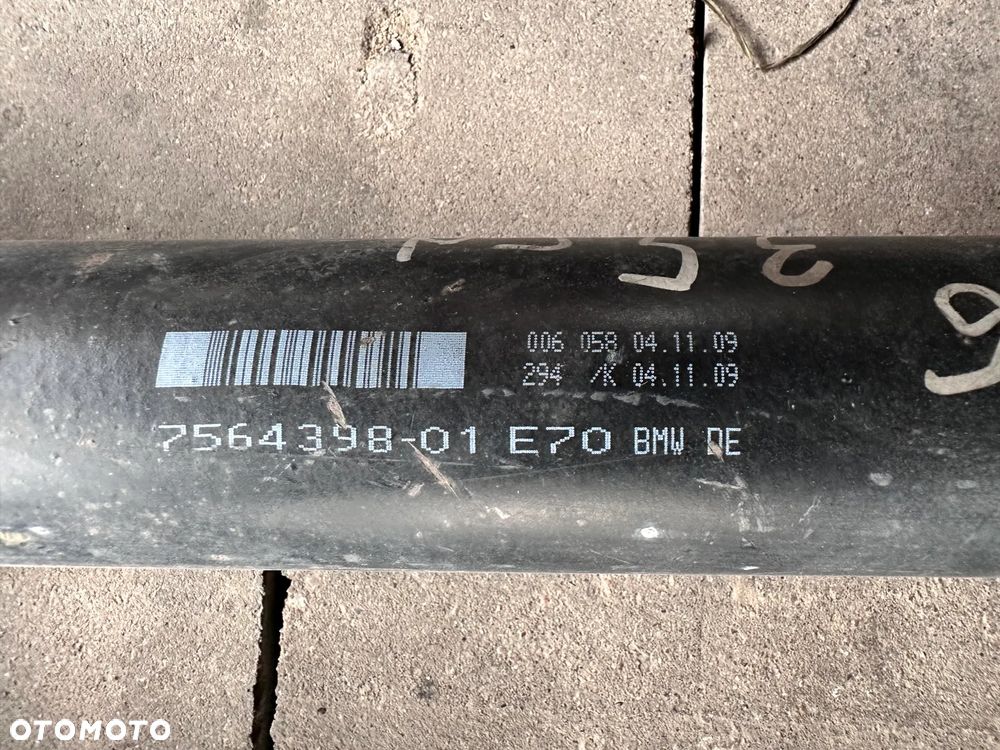 006 058 04.11.09
294 /K 04.11.09
7564398-01 E70 BMW DE
OTOMOTO